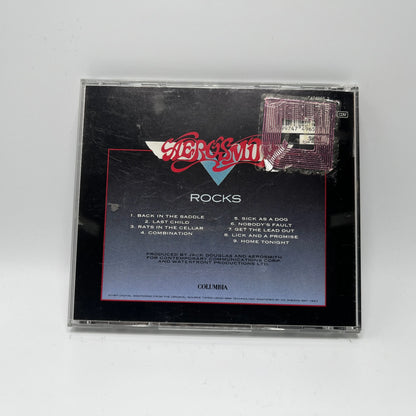 AEROSMITH
ROCKS
1. BACK IN THE SADDLE
2. LAST CHILD
3. RATS IN THE CELLAR
4. COMBINATION
5. SICK AS A DOG
6. NOBODY'S FAULT
7. GET THE LEAD OUT
8. LICK AND A PROMISE
9. HOME TONIGHT
PRODUCED BY JACK DOUGLAS AND AEROSMITH
FOR CONTEMPORARY COMMUNICATIONS CORP.
AND WATERFRONT PRODUCTIONS LTD.
COLUMBIA